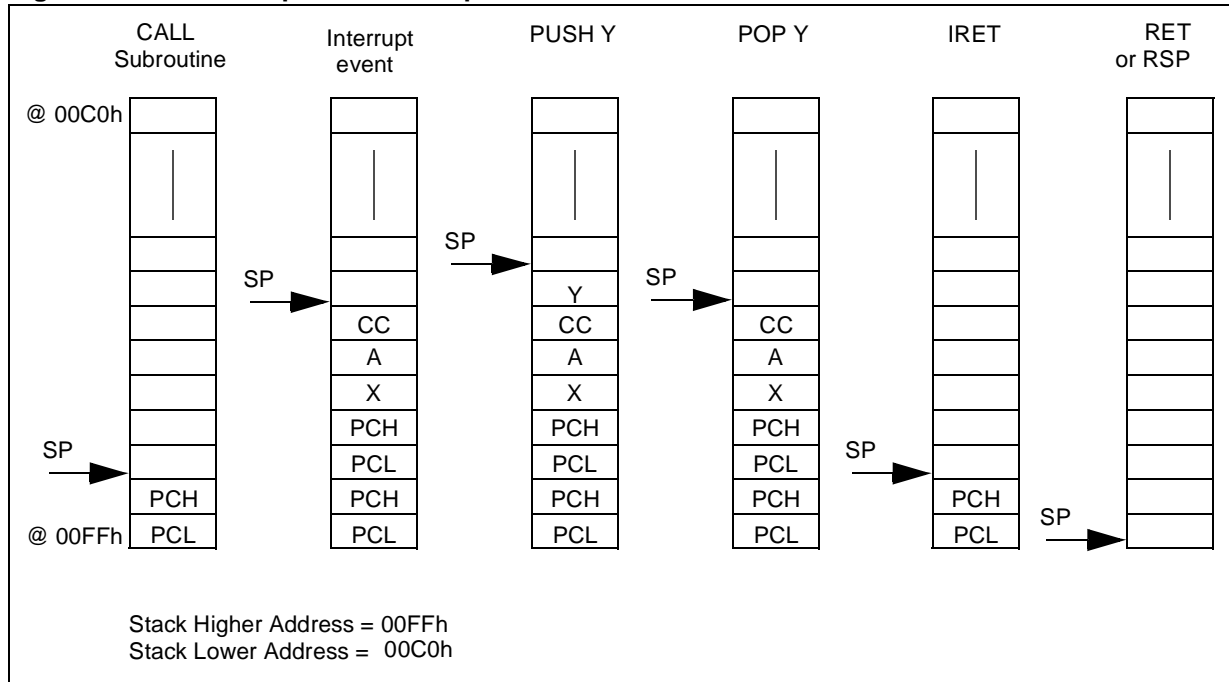 CALL
Subroutine
Interrupt
event
PUSH Y
POP Y
IRET
RET
or RSP
@ 00C0h
SP
SP
SP
SP
SP
SP
Y
CC
CC
CC
A
A
A
X
X
X
PCH
PCH
PCH
PCL
PCL
PCL
PCH
PCH
PCH
PCH
PCH
@ 00FFh
PCL
PCL
PCL
PCL
PCL
Stack Higher Address = 00FFh
Stack Lower Address = 00C0h